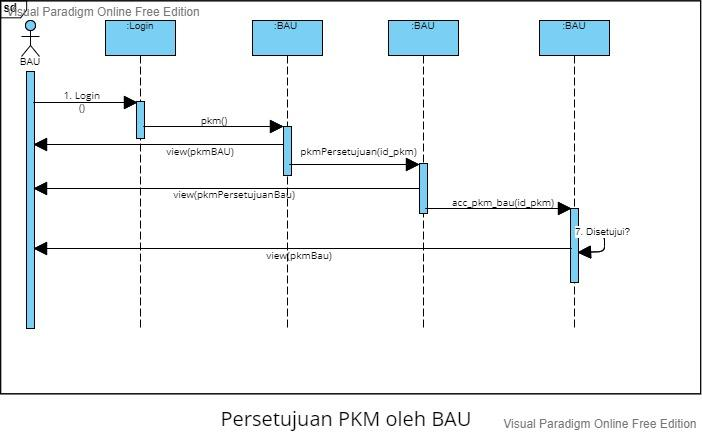 sd
Visual Paradigm Online Free Edition
:Login
:BAU
:BAU
:BAU
BAU
1. Login
()
pkm()
view(pkmBAU)
pkmPersetujuan(id_pkm)
view(pkmPersetujuanBau)
acc_pkm_bau(id_pkm)
7. Disetujui?
view(pkmBau)
Persetujuan PKM oleh BAU
Visual Paradigm Online Free Edition